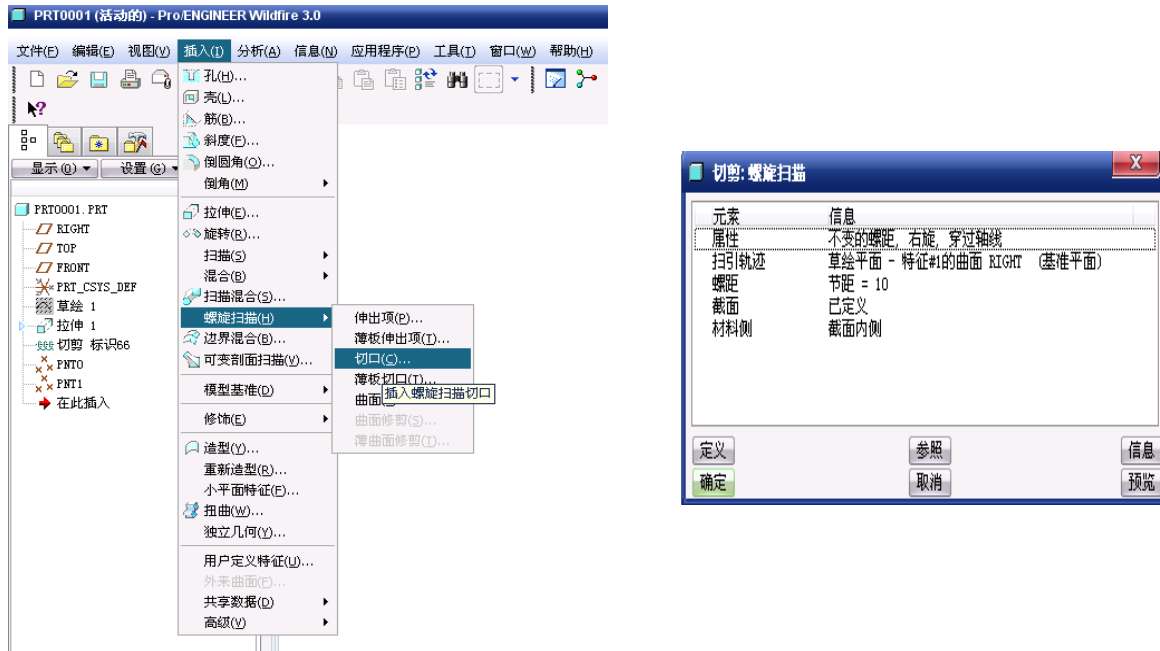 PRT0001 (活动的) - Pro/ENGINEER Wildfire 3.0
文件(F) 编辑(E) 视图(V) 插入(I) 分析(A) 信息(N) 应用程序(P) 工具(T) 窗口(W) 帮助(H)
显示(O) 设置(G)
PRT0001.PRT
RIGHT
TOP
FRONT
PRT_CSYS_DEF
草绘 1
拉伸 1
切剪 标识66
PNT0
PNT1
在此插入
孔(H)...
壳(L)...
筋(B)...
斜度(F)...
倒圆角(O)...
倒角(M)
拉伸(E)...
旋转(R)...
扫描(S)
混合(B)
扫描混合(S)...
螺旋扫描(H)
边界混合(B)...
可变剖面扫描(V)...
模型基准(D)
修饰(E)
造型(Y)...
重新造型(R)...
小平面特征(F)...
扭曲(W)...
独立几何(Y)...
用户定义特征(U)...
外来曲面(F)...
共享数据(D)
高级(V)
伸出项(P)...
薄板伸出项(T)...
切口(C)...
薄板切口(T)...
插入螺旋扫描切口
曲面
曲面修剪(S)...
薄曲面修剪(T)...
切剪: 螺旋扫描
X
元素 信息
属性 不变的螺距, 右旋, 穿过轴线
扫引轨迹 草绘平面 - 特征#1的曲面 RIGHT (基准平面)
螺距 节距 = 10
截面 已定义
材料侧 截面内侧
定义 参照 信息
确定 取消 预览